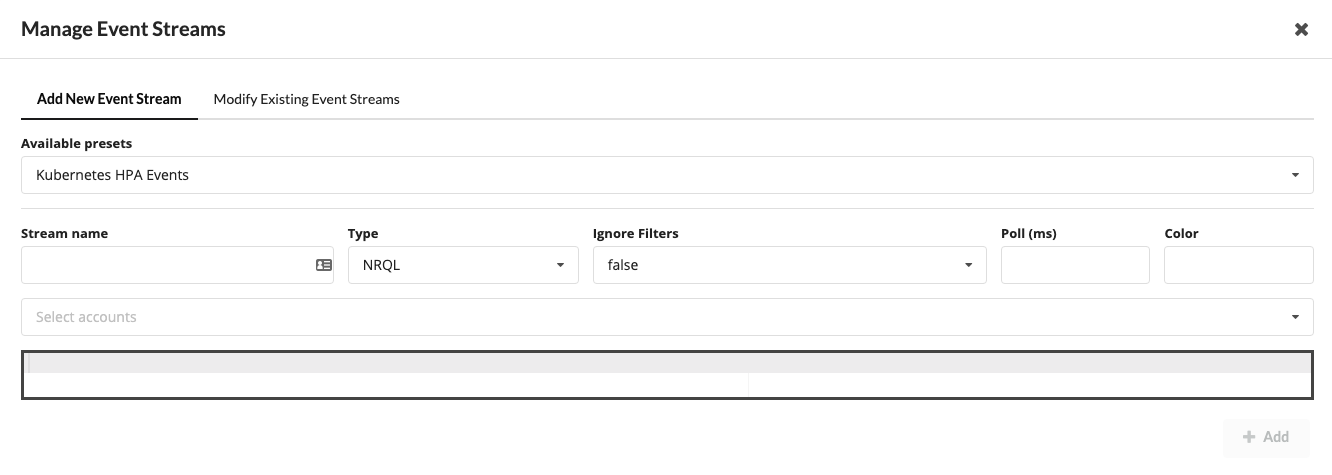 Manage Event Streams
Add New Event Stream Modify Existing Event Streams
Available presets
Kubernetes HPA Events
Stream name Type Ignore Filters Poll (ms) Color
NRQL false
Select accounts
Add